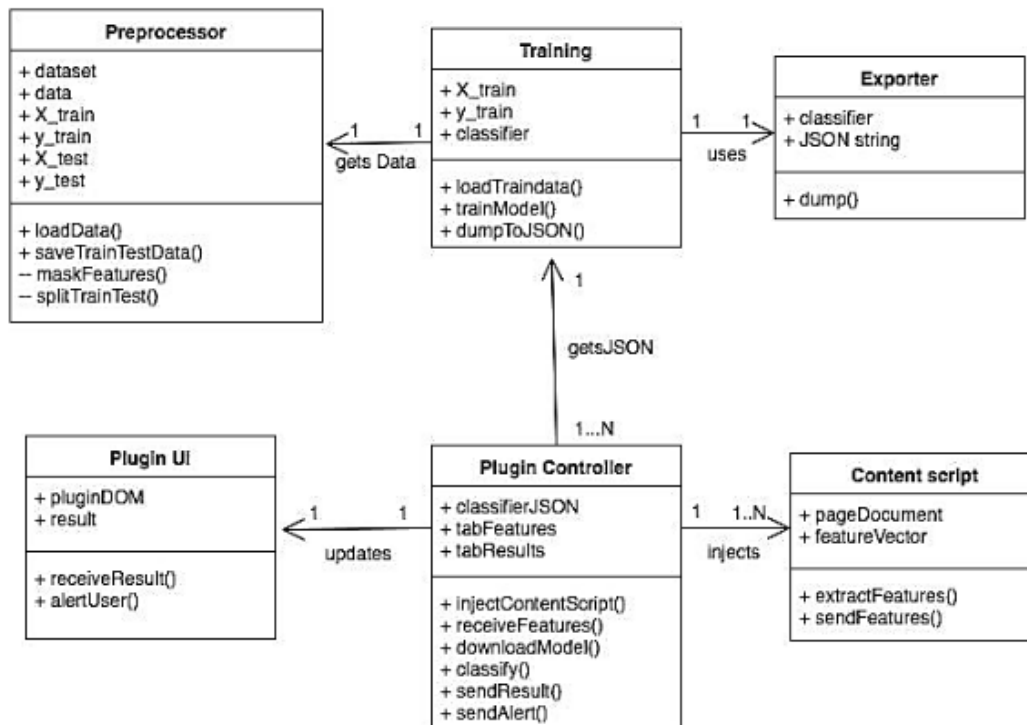 Preprocessor
+ dataset
+ data
+ X_train
+ y_train
+ X_test
+ y_test
+ loadData()
+ saveTrainTestData()
– maskFeatures()
– splitTrainTest()
1
1
gets Data
Training
+ X_train
+ y_train
+ classifier
+ loadTraindata()
+ trainModel()
+ dumpToJSON()
1
1
uses
Exporter
+ classifier
+ JSON string
+ dump()
1
getsJSON
1...N
Plugin UI
+ pluginDOM
+ result
+ receiveResult()
+ alertUser()
1
1
updates
Plugin Controller
+ classifierJSON
+ tabFeatures
+ tabResults
+ injectContentScript()
+ receiveFeatures()
+ downloadModel()
+ classify()
+ sendResult()
+ sendAlert()
1
1..N
injects
Content script
+ pageDocument
+ featureVector
+ extractFeatures()
+ sendFeatures()